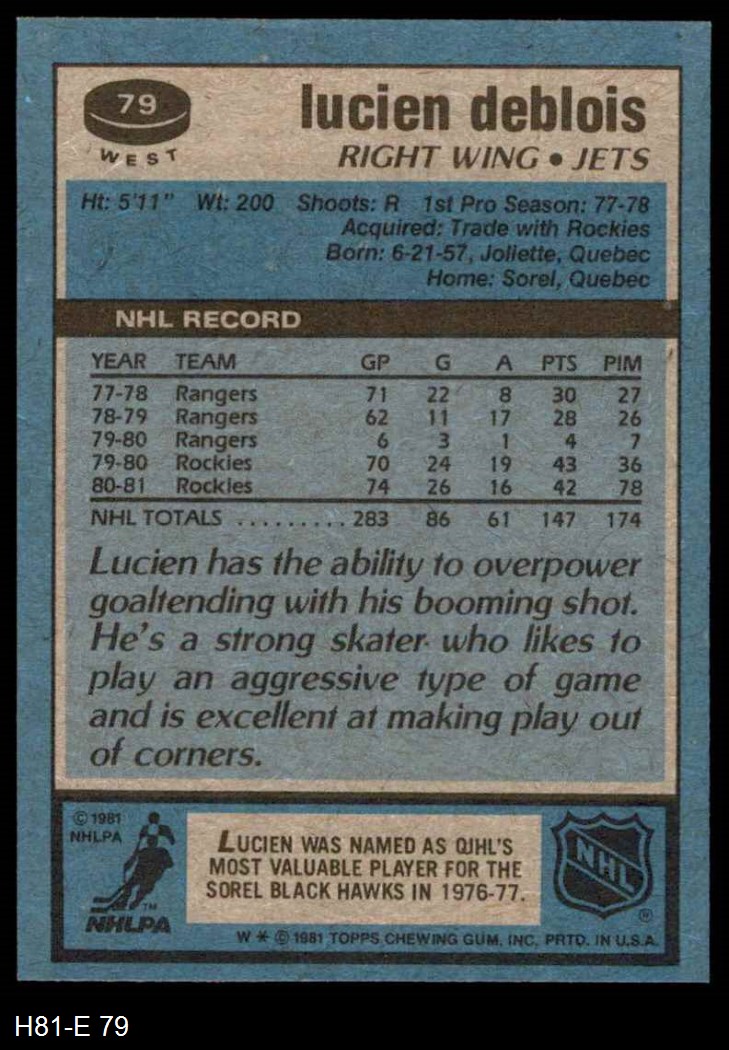 79
WEST
lucien deblois
RIGHT WING • JETS
Ht: 5'11" Wt: 200 Shoots: R 1st Pro Season: 77-78
Acquired: Trade with Rockies
Born: 6-21-57, Joliette, Quebec
Home: Sorel, Quebec
NHL RECORD
YEAR TEAM GP G A PTS PIM
77-78 Rangers 71 22 8 30 27
78-79 Rangers 62 11 17 28 26
79-80 Rangers 6 3 1 4 7
79-80 Rockies 70 24 19 43 36
80-81 Rockies 74 26 16 42 78
NHL TOTALS ......... 283 86 61 147 174
Lucien has the ability to overpower
goaltending with his booming shot.
He's a strong skater who likes to
play an aggressive type of game
and is excellent at making play out
of corners.
© 1981
NHLPA
TM
NHLPA
LUCIEN WAS NAMED AS QJHL'S
MOST VALUABLE PLAYER FOR THE
SOREL BLACK HAWKS IN 1976-77.
NHL
®
W * © 1981 TOPPS CHEWING GUM, INC. PRTD. IN U.S.A.
H81-E 79